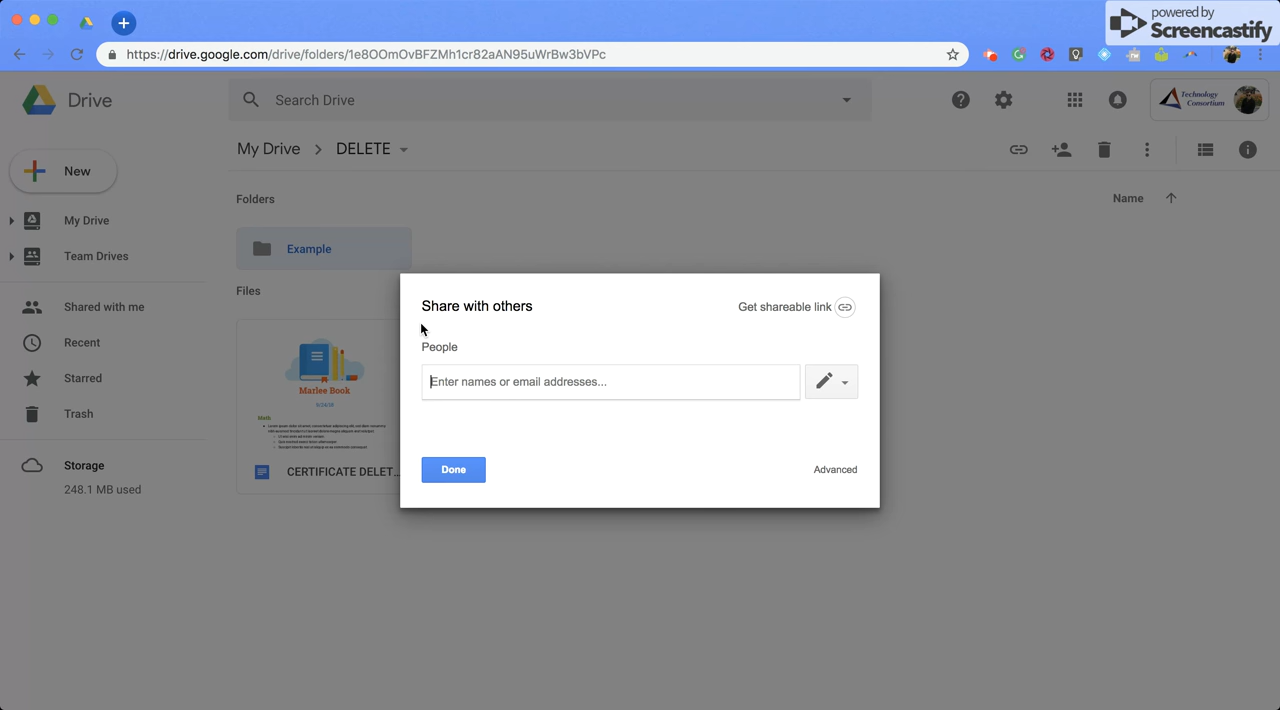 powered by
Screencastify
https://drive.google.com/drive/folders/1e8OOmOvBFZMh1cr82aAN95uWrBw3bVPc
Drive
Search Drive
Technology
Consortium
My Drive > DELETE
New
Folders
Name
My Drive
Example
Team Drives
Files
Shared with me
Share with others
Get shareable link
People
Recent
Enter names or email addresses...
Starred
Marlee Book
Trash
Math
Storage
CERTIFICATE DELET...
Done
Advanced
248.1 MB used